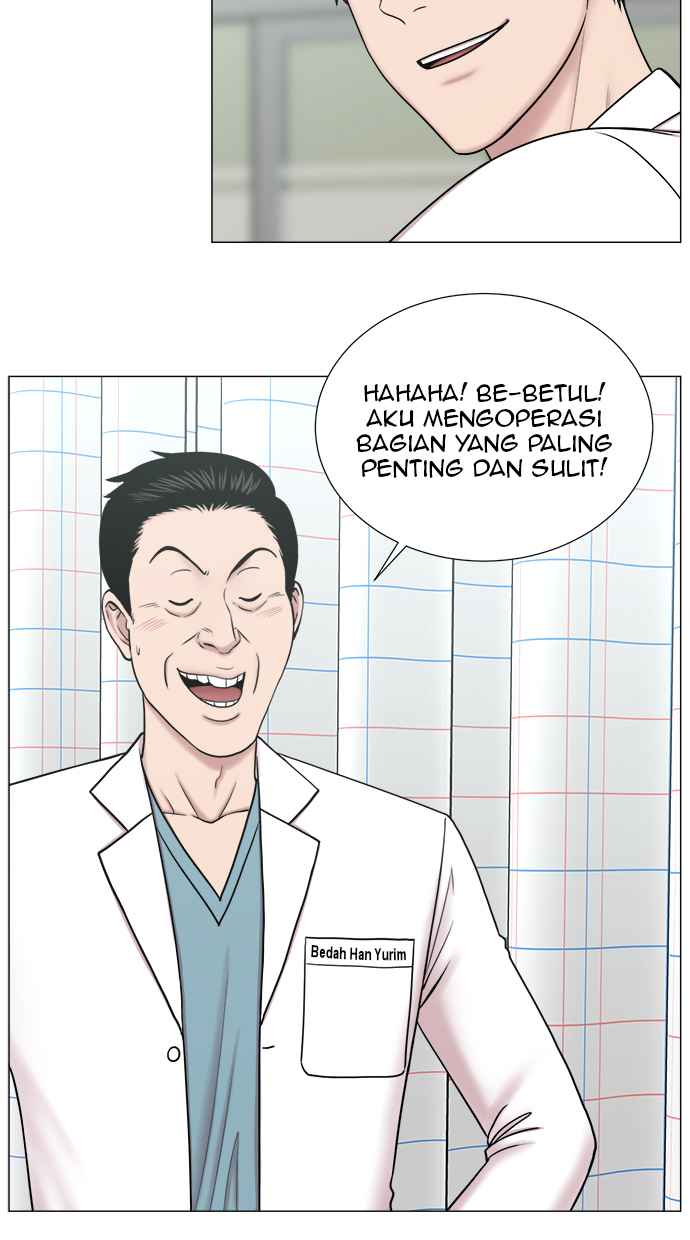 HAHAHA! BE-BETUL!
AKU MENGOPERASI
BAGIAN YANG PALING
PENTING DAN SULIT!
Bedah Han Yurim